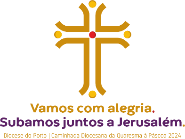 Vamos com alegria.
Subamos juntos a Jerusalém.
Diocese do Porto | Caminhada Diocesana da Quaresma à Páscoa 2024